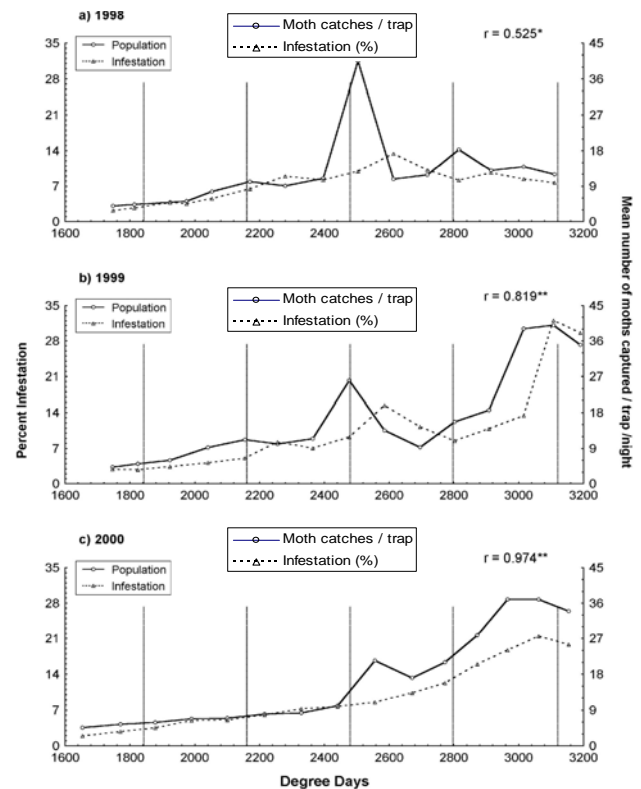 a) 1998
Population
Infestation
Moth catches / trap
Infestation (%)
r = 0.525*
35
28
21
14
7
0
45
36
27
18
9
0
1600 1800 2000 2200 2400 2600 2800 3000 3200
b) 1999
Population
Infestation
Moth catches / trap
Infestation (%)
r = 0.819**
35
28
21
14
7
0
45
36
27
18
9
0
1600 1800 2000 2200 2400 2600 2800 3000 3200
Percent Infestation
Mean number of moths captured / trap /night
c) 2000
Population
Infestation
Moth catches / trap
Infestation (%)
r = 0.974**
35
28
21
14
7
0
45
36
27
18
9
0
1600 1800 2000 2200 2400 2600 2800 3000 3200
Degree Days